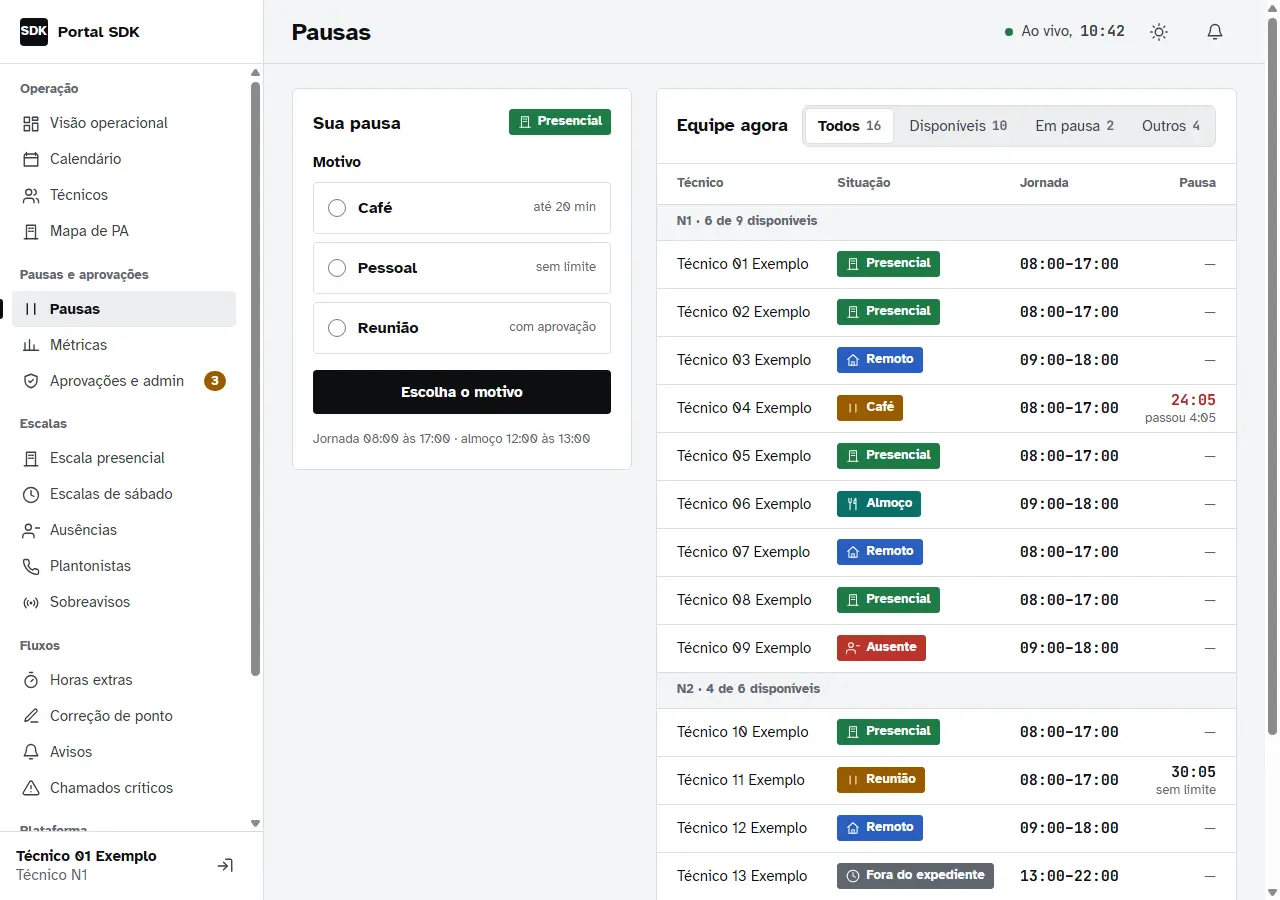 SDK Portal SDK
Operação
Visão operacional
Calendário
Técnicos
Mapa de PA
Pausas e aprovações
Pausas
Métricas
Aprovações e admin 3
Escalas
Escala presencial
Escalas de sábado
Ausências
Plantonistas
Sobreavisos
Fluxos
Horas extras
Correção de ponto
Avisos
Chamados críticos
Plataforma
Técnico 01 Exemplo
Técnico N1
Pausas
Ao vivo, 10:42
Sua pausa Presencial
Motivo
Café até 20 min
Pessoal sem limite
Reunião com aprovação
Escolha o motivo
Jornada 08:00 às 17:00 · almoço 12:00 às 13:00
Equipe agora Todos 16 Disponíveis 10 Em pausa 2 Outros 4
Técnico Situação Jornada Pausa
N1 · 6 de 9 disponíveis
Técnico 01 Exemplo Presencial 08:00–17:00 —
Técnico 02 Exemplo Presencial 08:00–17:00 —
Técnico 03 Exemplo Remoto 09:00–18:00 —
Técnico 04 Exemplo Café 08:00–17:00 24:05
passou 4:05
Técnico 05 Exemplo Presencial 08:00–17:00 —
Técnico 06 Exemplo Almoço 09:00–18:00 —
Técnico 07 Exemplo Remoto 08:00–17:00 —
Técnico 08 Exemplo Presencial 08:00–17:00 —
Técnico 09 Exemplo Ausente 09:00–18:00 —
N2 · 4 de 6 disponíveis
Técnico 10 Exemplo Presencial 08:00–17:00 —
Técnico 11 Exemplo Reunião 08:00–17:00 30:05
sem limite
Técnico 12 Exemplo Remoto 09:00–18:00 —
Técnico 13 Exemplo Fora do expediente 13:00–22:00 —